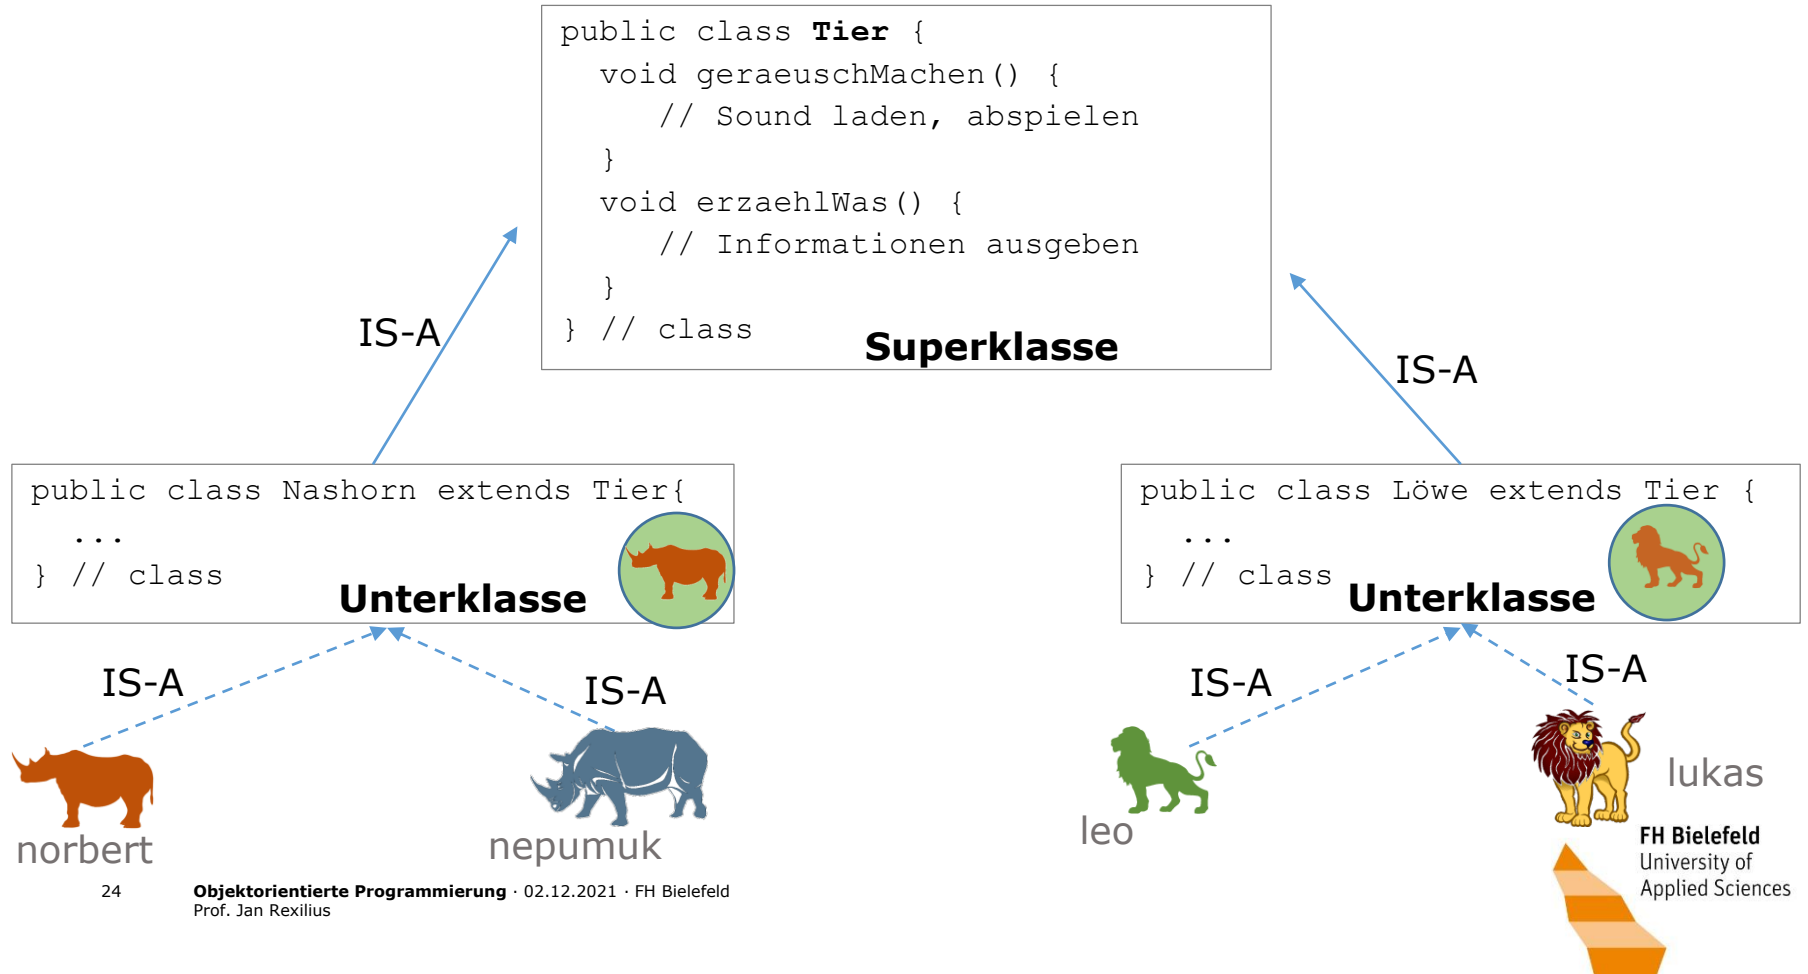 public class Tier {
void geraeuschMachen() {
// Sound laden, abspielen
}
void erzaehlWas() {
// Informationen ausgeben
}
} // class
Superklasse
IS-A
IS-A
public class Nashorn extends Tier{
...
} // class
Unterklasse
public class Löwe extends Tier {
...
} // class
Unterklasse
IS-A
IS-A
IS-A
IS-A
norbert
nepumuk
leo
lukas
24
Objektorientierte Programmierung · 02.12.2021 · FH Bielefeld
Prof. Jan Rexilius
FH Bielefeld
University of
Applied Sciences